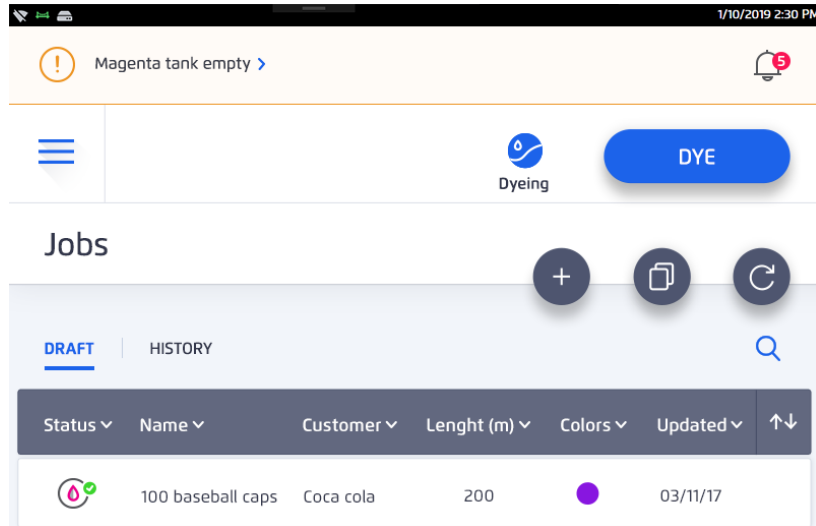 1/10/2019 2:30 PM
! Magenta tank empty > 5
Dyeing DYE
Jobs
DRAFT HISTORY
Status Name Customer Lenght (m) Colors Updated
100 baseball caps Coca cola 200 03/11/17